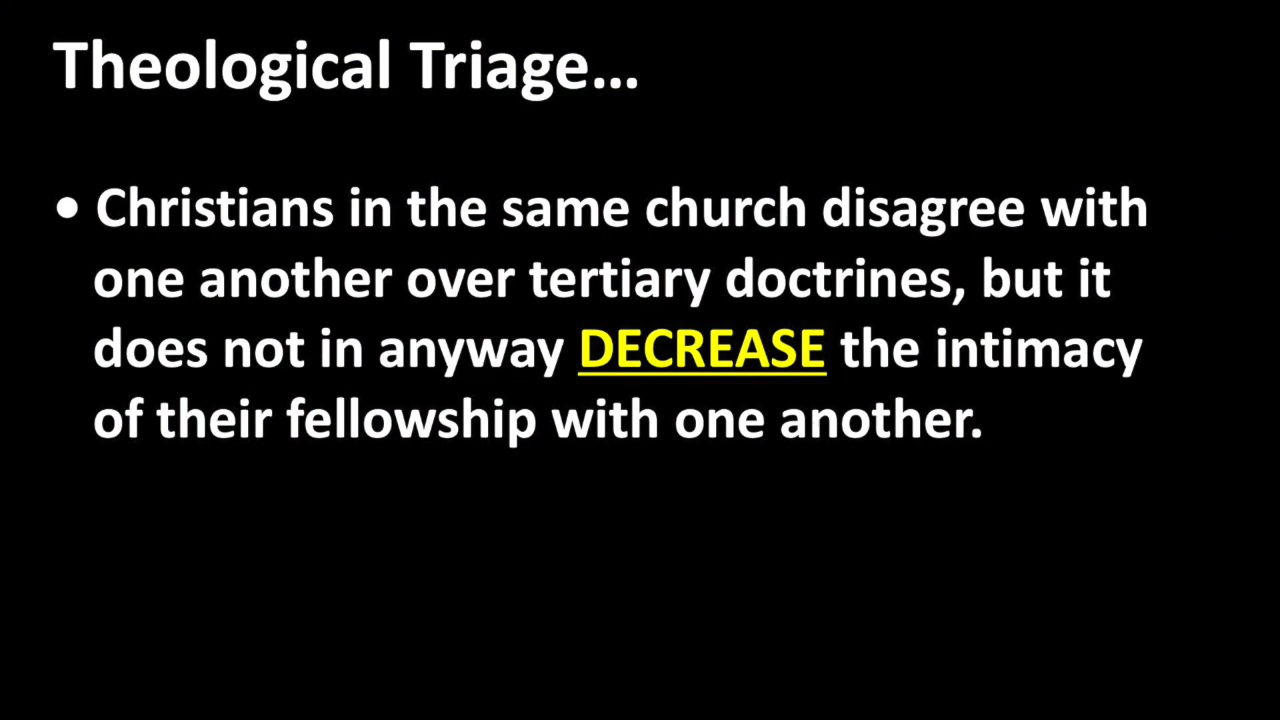 Theological Triage...
• Christians in the same church disagree with
one another over tertiary doctrines, but it
does not in anyway DECREASE the intimacy
of their fellowship with one another.